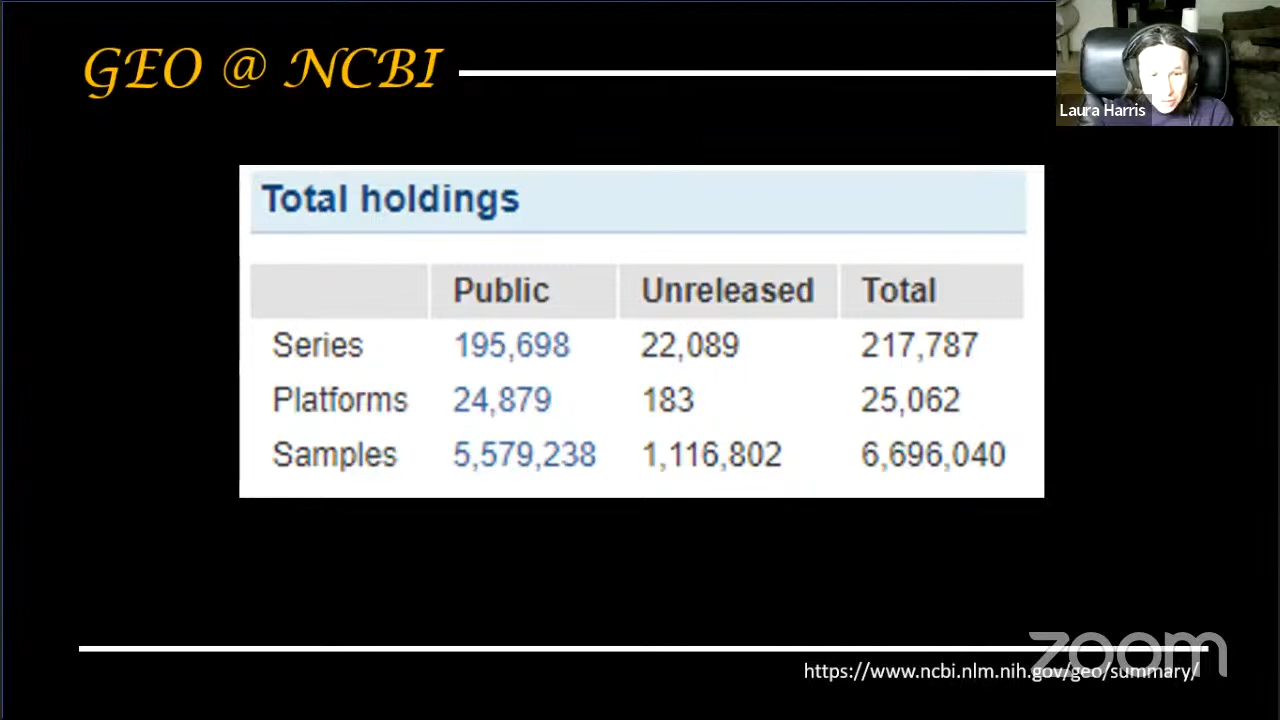 GEO @ NCBI
Laura Harris
Total holdings
Public Unreleased Total
Series 195,698 22,089 217,787
Platforms 24,879 183 25,062
Samples 5,579,238 1,116,802 6,696,040
zoom
https://www.ncbi.nlm.nih.gov/geo/summary/